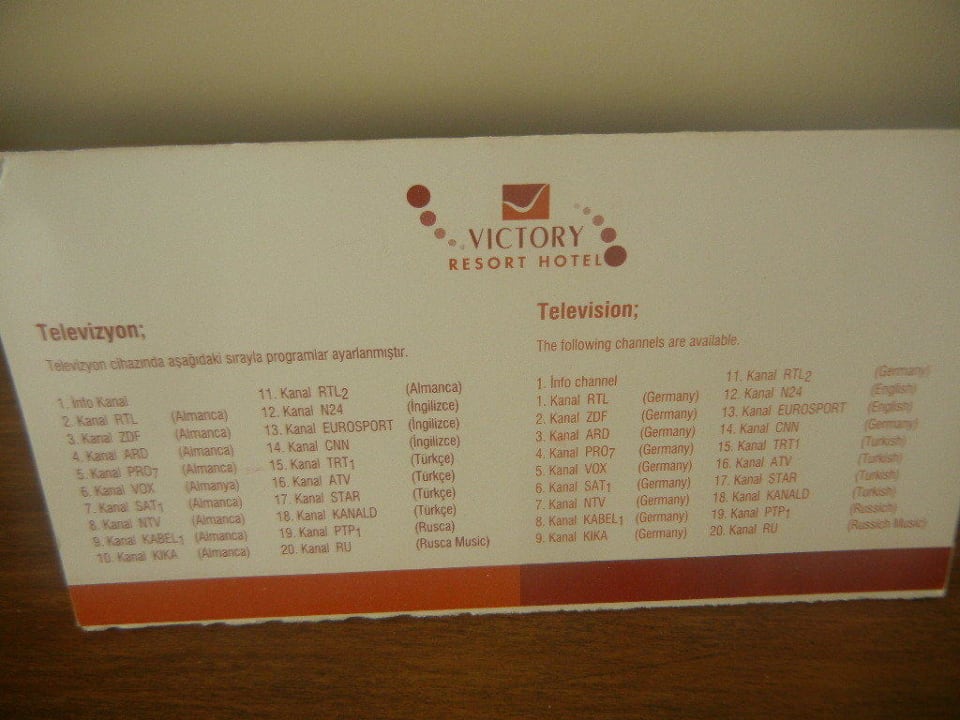 VICTORY
RESORT HOTEL
Televizyon;
Televizyon cihazında aşağıdaki sırayla programlar ayarlanmıştır.
1. İnfo Kanal
2. Kanal RTL (Almanca)
3. Kanal ZDF (Almanca)
4. Kanal ARD (Almanca)
5. Kanal PRO7 (Almanca)
6. Kanal VOX (Almanya)
7. Kanal SAT1 (Almanca)
8. Kanal NTV (Almanca)
9. Kanal KABEL1 (Almanca)
10. Kanal KIKA (Almanca)
11. Kanal RTL2 (Almanca)
12. Kanal N24 (İngilizce)
13. Kanal EUROSPORT (İngilizce)
14. Kanal CNN (İngilizce)
15. Kanal TRT1 (Türkçe)
16. Kanal ATV (Türkçe)
17. Kanal STAR (Türkçe)
18. Kanal KANALD (Türkçe)
19. Kanal PTP1 (Rusca)
20. Kanal RU (Rusca Music)
Television;
The following channels are available.
1. İnfo channel
1. Kanal RTL (Germany)
2. Kanal ZDF (Germany)
3. Kanal ARD (Germany)
4. Kanal PRO7 (Germany)
5. Kanal VOX (Germany)
6. Kanal SAT1 (Germany)
7. Kanal NTV (Germany)
8. Kanal KABEL1 (Germany)
9. Kanal KIKA (Germany)
11. Kanal RTL2 (Germany)
12. Kanal N24 (English)
13. Kanal EUROSPORT (English)
14. Kanal CNN (Germany)
15. Kanal TRT1 (Turkish)
16. Kanal ATV (Turkish)
17. Kanal STAR (Turkish)
18. Kanal KANALD (Turkish)
19. Kanal PTP1 (Russich)
20. Kanal RU (Russich Music)